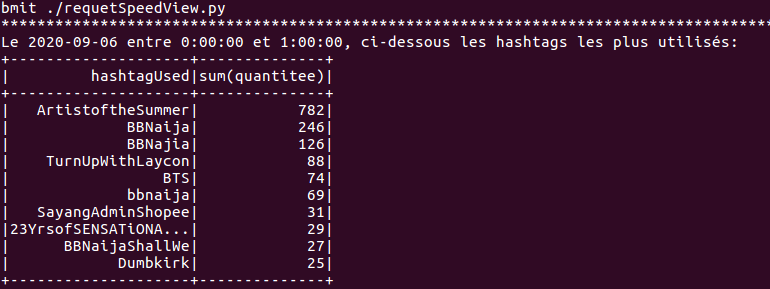 bmit ./requetSpeedView.py
****************************************************************************************
Le 2020-09-06 entre 0:00:00 et 1:00:00, ci-dessous les hashtags les plus utilisés:
+--------------------+--------------+
|         hashtagUsed|sum(quantitee)|
+--------------------+--------------+
|   ArtistoftheSummer|           782|
|             BBNaija|           246|
|             BBNajia|           126|
|    TurnUpWithLaycon|            88|
|                 BTS|            74|
|             bbnaija|            69|
|   SayangAdminShopee|            31|
|23YrsofSENSATiONA...|            29|
|      BBNaijaShallWe|            27|
|            Dumbkirk|            25|
+--------------------+--------------+